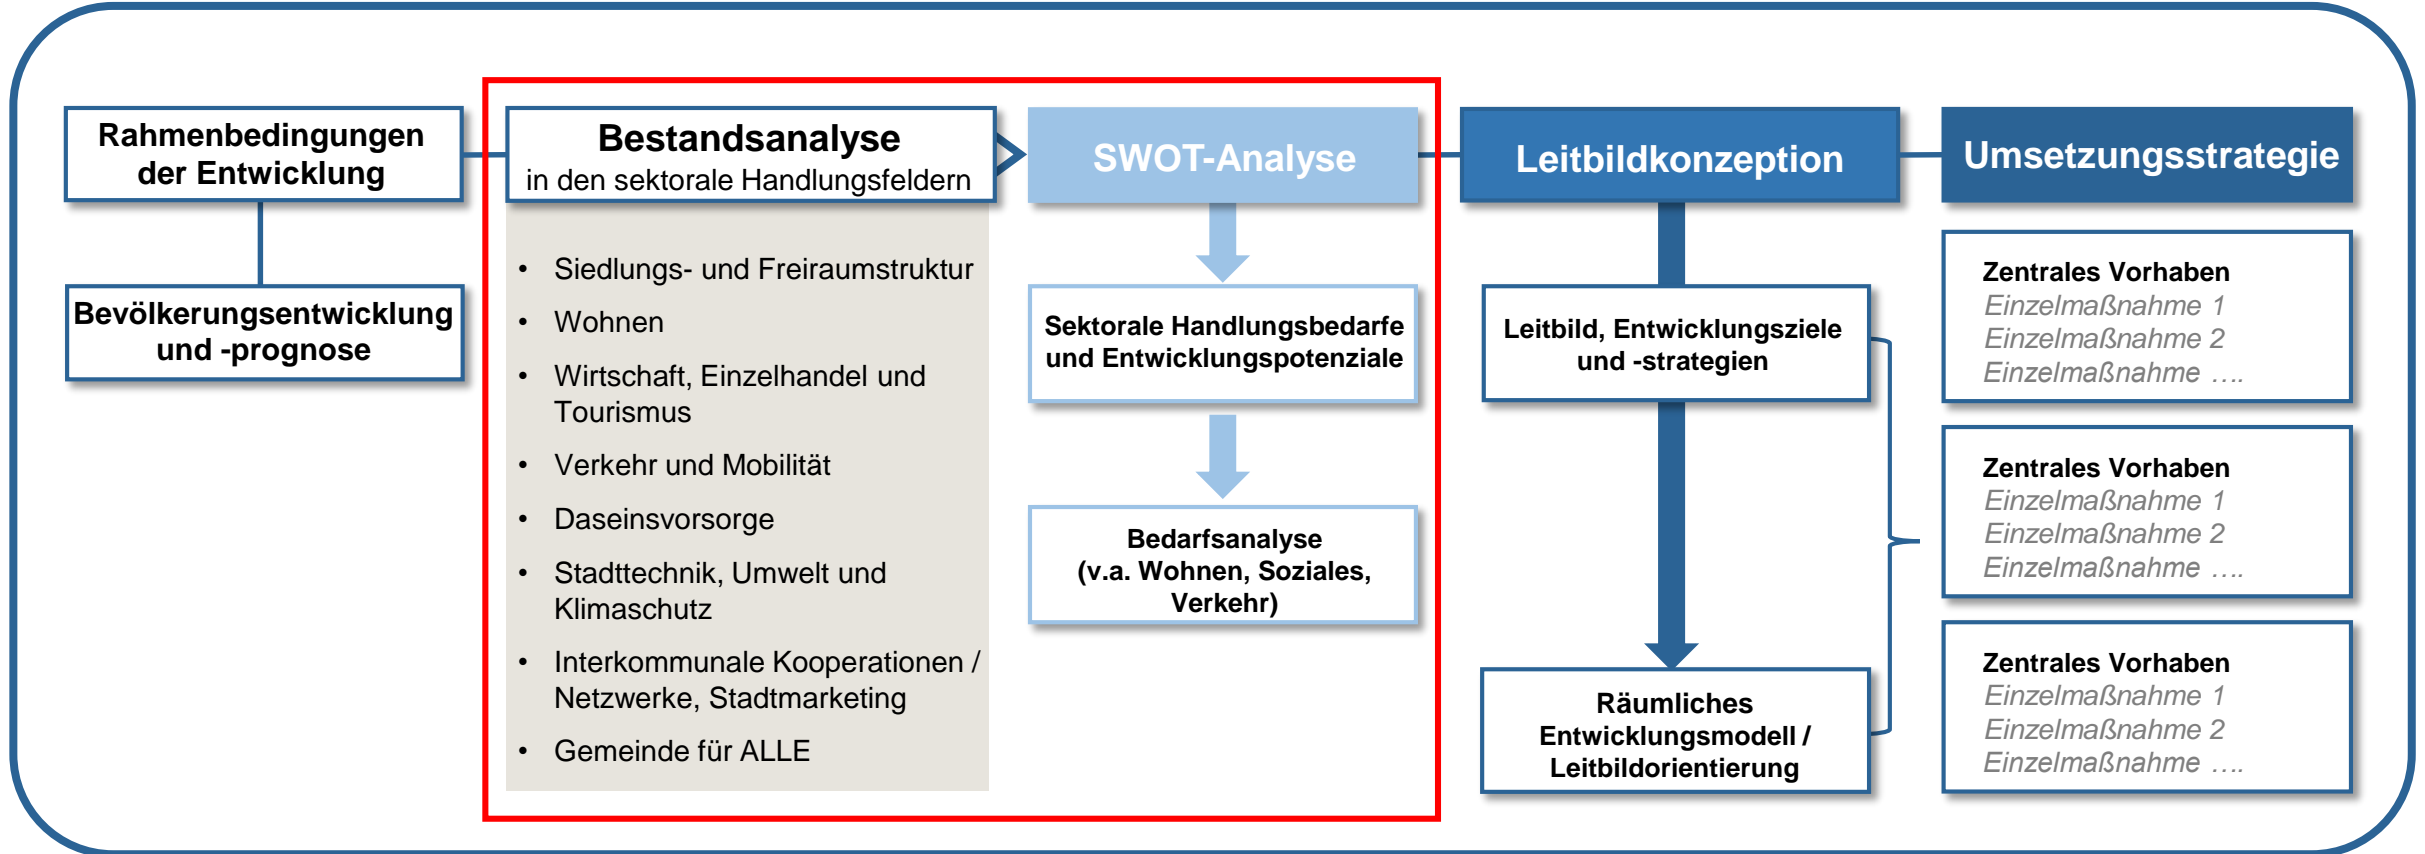 Rahmenbedingungen
der Entwicklung
Bevölkerungsentwicklung
und -prognose
Bestandsanalyse
in den sektorale Handlungsfeldern
• Siedlungs- und Freiraumstruktur
• Wohnen
• Wirtschaft, Einzelhandel und
Tourismus
• Verkehr und Mobilität
• Daseinsvorsorge
• Stadttechnik, Umwelt und
Klimaschutz
• Interkommunale Kooperationen /
Netzwerke, Stadtmarketing
• Gemeinde für ALLE
SWOT-Analyse
Sektorale Handlungsbedarfe
und Entwicklungspotenziale
Bedarfsanalyse
(v.a. Wohnen, Soziales,
Verkehr)
Leitbildkonzeption
Leitbild, Entwicklungsziele
und -strategien
Räumliches
Entwicklungsmodell /
Leitbildorientierung
Umsetzungsstrategie
Zentrales Vorhaben
Einzelmaßnahme 1
Einzelmaßnahme 2
Einzelmaßnahme ….
Zentrales Vorhaben
Einzelmaßnahme 1
Einzelmaßnahme 2
Einzelmaßnahme ….
Zentrales Vorhaben
Einzelmaßnahme 1
Einzelmaßnahme 2
Einzelmaßnahme ….